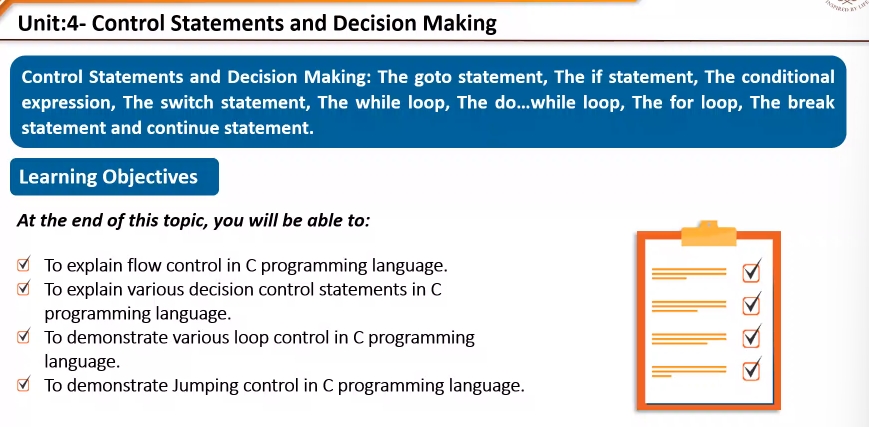 Unit:4- Control Statements and Decision Making
Control Statements and Decision Making: The goto statement, The if statement, The conditional
expression, The switch statement, The while loop, The do...while loop, The for loop, The break
statement and continue statement.
Learning Objectives
At the end of this topic, you will be able to:
To explain flow control in C programming language.
To explain various decision control statements in C
programming language.
To demonstrate various loop control in C programming
language.
To demonstrate Jumping control in C programming language.